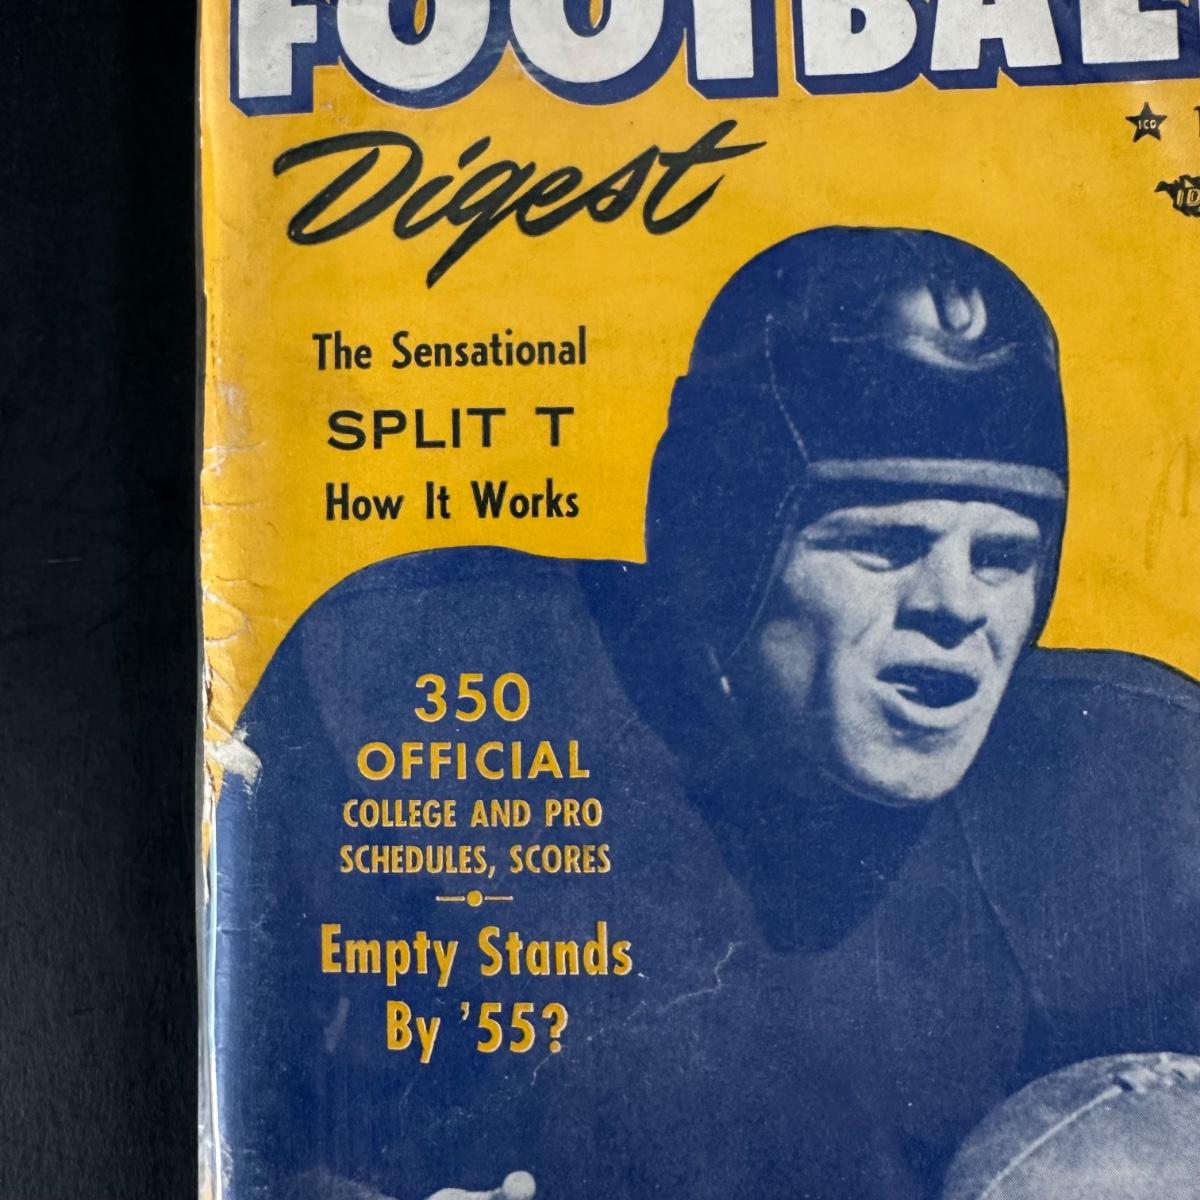 FOOTBAL
Digest
ICD
The Sensational
SPLIT T
How It Works
350
OFFICIAL
COLLEGE AND PRO
SCHEDULES, SCORES
Empty Stands
By '55?